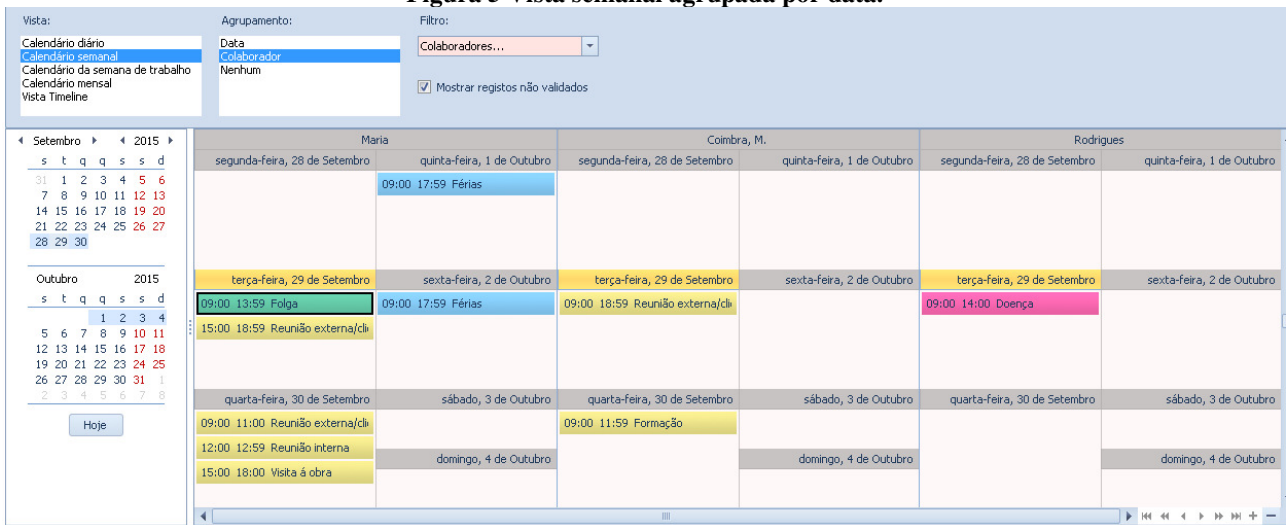 Figura 5 Vista semanal agrupada por data.
Vista:
Calendário diário
Calendário semanal
Calendário da semana de trabalho
Calendário mensal
Vista Timeline
Agrupamento:
Data
Colaborador
Nenhum
Filtro:
Colaboradores...
Mostrar registos não validados
Setembro 2015
s t q q s s d
31 1 2 3 4 5 6
7 8 9 10 11 12 13
14 15 16 17 18 19 20
21 22 23 24 25 26 27
28 29 30
Outubro 2015
s t q q s s d
1 2 3 4
5 6 7 8 9 10 11
12 13 14 15 16 17 18
19 20 21 22 23 24 25
26 27 28 29 30 31 1
2 3 4 5 6 7 8
Hoje
Maria Coimbra, M. Rodrigues
segunda-feira, 28 de Setembro quinta-feira, 1 de Outubro segunda-feira, 28 de Setembro quinta-feira, 1 de Outubro segunda-feira, 28 de Setembro quinta-feira, 1 de Outubro
09:00 17:59 Férias
terça-feira, 29 de Setembro sexta-feira, 2 de Outubro terça-feira, 29 de Setembro sexta-feira, 2 de Outubro terça-feira, 29 de Setembro sexta-feira, 2 de Outubro
09:00 13:59 Folga 09:00 17:59 Férias 09:00 18:59 Reunião externa/cli 09:00 14:00 Doença
15:00 18:59 Reunião externa/cli
quarta-feira, 30 de Setembro sábado, 3 de Outubro quarta-feira, 30 de Setembro sábado, 3 de Outubro quarta-feira, 30 de Setembro sábado, 3 de Outubro
09:00 11:00 Reunião externa/cli 09:00 11:59 Formação
12:00 12:59 Reunião interna
domingo, 4 de Outubro domingo, 4 de Outubro domingo, 4 de Outubro
15:00 18:00 Visita á obra